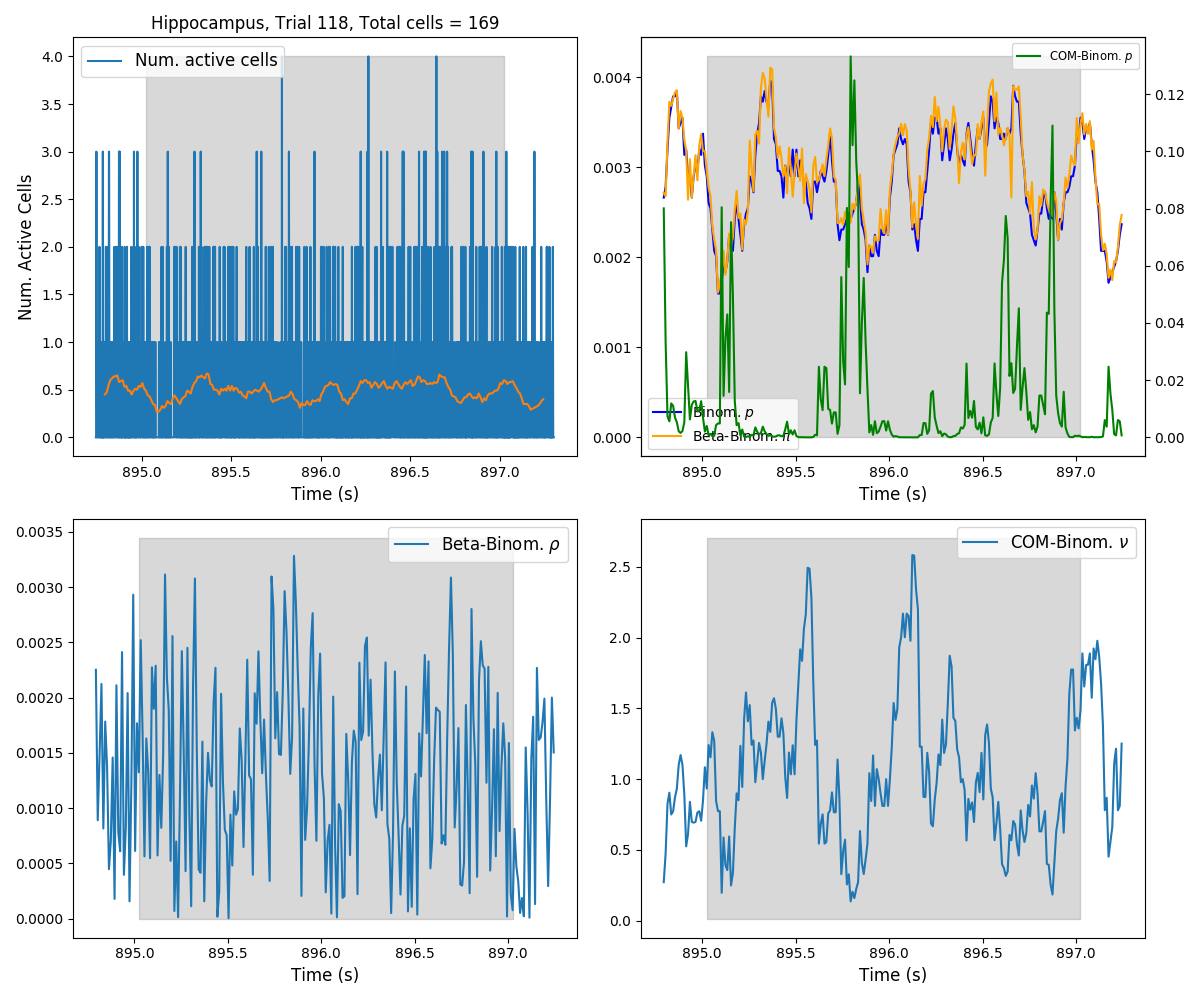 Hippocampus, Trial 118, Total cells = 169
Num. active cells
4.0
3.5
3.0
2.5
2.0
1.5
1.0
0.5
0.0
Num. Active Cells
895.0 895.5 896.0 896.5 897.0
Time (s)
COM-Binom. p
0.004
0.003
0.002
0.001
0.000
0.12
0.10
0.08
0.06
0.04
0.02
0.00
Binom. p
Beta-Binom. π
895.0 895.5 896.0 896.5 897.0
Time (s)
Beta-Binom. ρ
0.0035
0.0030
0.0025
0.0020
0.0015
0.0010
0.0005
0.0000
895.0 895.5 896.0 896.5 897.0
Time (s)
COM-Binom. ν
2.5
2.0
1.5
1.0
0.5
0.0
895.0 895.5 896.0 896.5 897.0
Time (s)